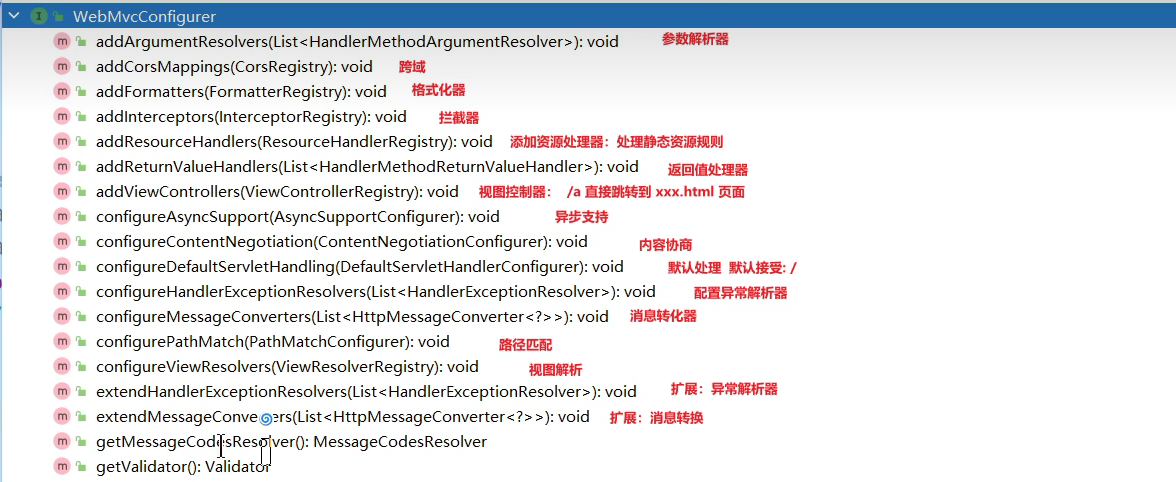 WebMvcConfigurer
addArgumentResolvers(List<HandlerMethodArgumentResolver>): void 参数解析器
addCorsMappings(CorsRegistry): void 跨域
addFormatters(FormatterRegistry): void 格式化器
addInterceptors(InterceptorRegistry): void 拦截器
addResourceHandlers(ResourceHandlerRegistry): void 添加资源处理器：处理静态资源规则
addReturnValueHandlers(List<HandlerMethodReturnValueHandler>): void 返回值处理器
addViewControllers(ViewControllerRegistry): void 视图控制器： /a 直接跳转到 xxx.html 页面
configureAsyncSupport(AsyncSupportConfigurer): void 异步支持
configureContentNegotiation(ContentNegotiationConfigurer): void 内容协商
configureDefaultServletHandling(DefaultServletHandlerConfigurer): void 默认处理 默认接受: /
configureHandlerExceptionResolvers(List<HandlerExceptionResolver>): void 配置异常解析器
configureMessageConverters(List<HttpMessageConverter<?>>): void 消息转化器
configurePathMatch(PathMatchConfigurer): void 路径匹配
configureViewResolvers(ViewResolverRegistry): void 视图解析
extendHandlerExceptionResolvers(List<HandlerExceptionResolver>): void 扩展：异常解析器
extendMessageConverters(List<HttpMessageConverter<?>>): void 扩展：消息转换
getMessageCodesResolver(): MessageCodesResolver
getValidator(): Validator